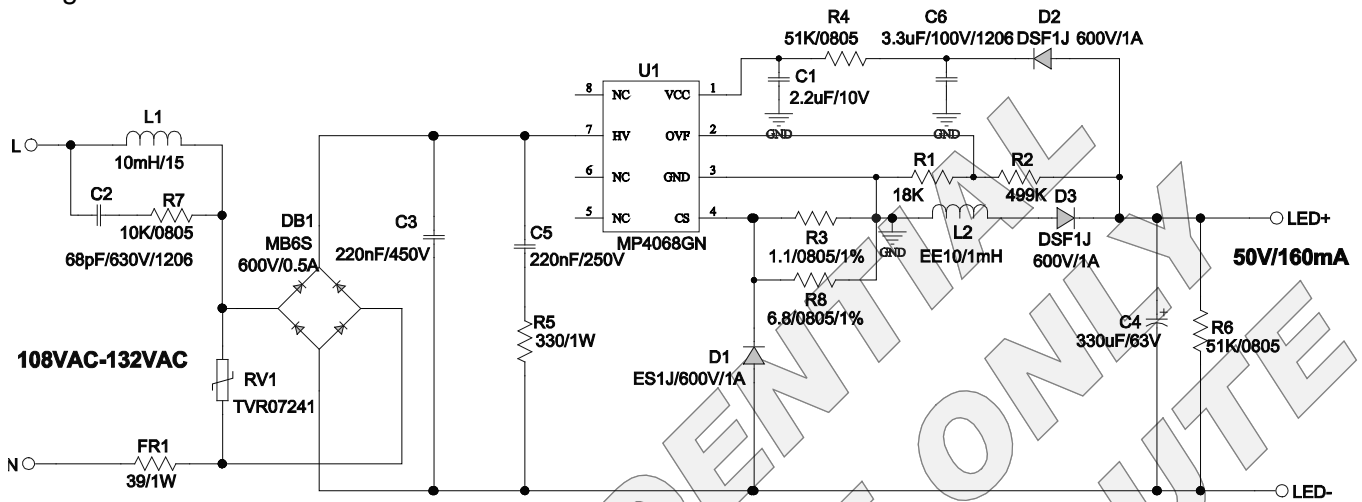 R4
51K/0805
C6
3.3uF/100V/1206
D2
DSF1J 600V/1A
U1
8 NC VCC 1
C1
2.2uF/10V
GND
GND
L1
L
10mH/15
7 HV OVF 2
C2
R7
10K/0805
68pF/630V/1206
DB1
MB6S
600V/0.5A
C3
220nF/450V
C5
220nF/250V
6 NC GND 3
R1
18K
R2
499K
5 NC CS 4
MP4068GN
D3
DSF1J
600V/1A
GND
L2
EE10/1mH
R3
1.1/0805/1%
R8
6.8/0805/1%
LED+
50V/160mA
R5
330/1W
C4
330uF/63V
+
R6
51K/0805
108VAC-132VAC
RV1
TVR07241
D1
ES1J/600V/1A
FR1
N
39/1W
LED-
ONLY